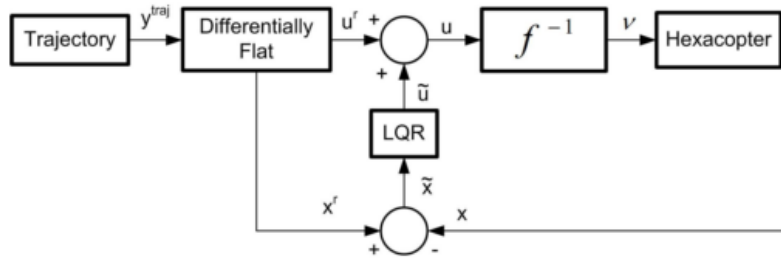 Trajectory
y^traj
Differentially
Flat
u^r
+
+
u
f^-1
ν
Hexacopter
ũ
LQR
x̃
x^r
x
+
-